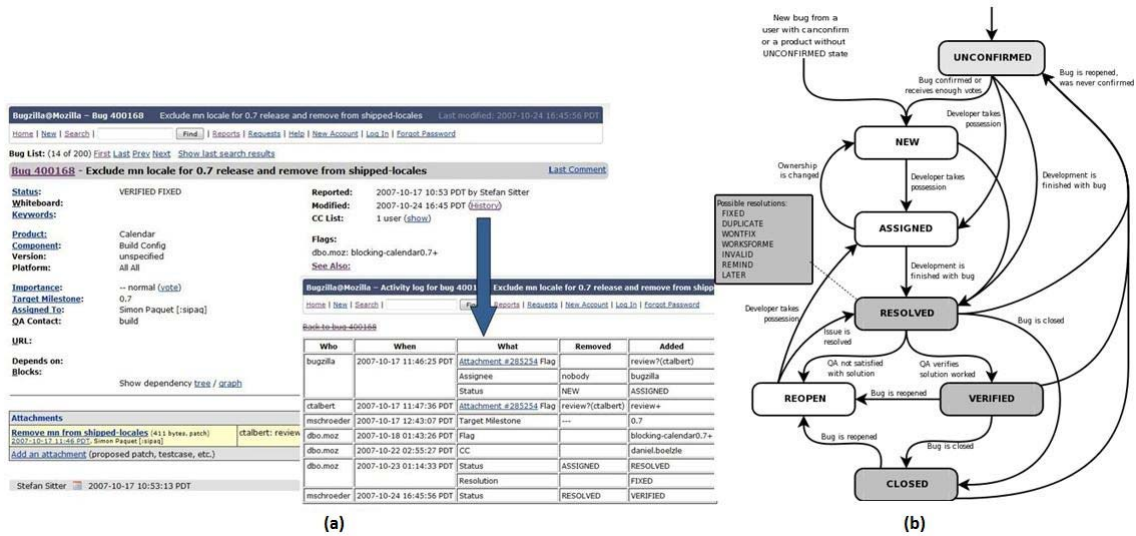 Bugzilla@Mozilla – Bug 400168 Exclude mn locale for 0.7 release and remove from shipped-locales Last modified: 2007-10-24 16:45:56 PDT
Home | New | Search | Find | Reports | Requests | Help | New Account | Log In | Forgot Password
Bug List: (14 of 200) First Last Prev Next Show last search results
Bug 400168 - Exclude mn locale for 0.7 release and remove from shipped-locales Last Comment
Status: VERIFIED FIXED
Whiteboard:
Keywords:
Product: Calendar
Component: Build Config
Version: unspecified
Platform: All All
Importance: -- normal (vote)
Target Milestone: 0.7
Assigned To: Simon Paquet [:sipaq]
QA Contact: build
URL:
Depends on:
Blocks:
Show dependency tree / graph
Reported: 2007-10-17 10:53 PDT by Stefan Sitter
Modified: 2007-10-24 16:45 PDT (History)
CC List: 1 user (show)
Flags:
dbo.moz: blocking-calendar0.7+
See Also:
Attachments
Remove mn from shipped-locales (411 bytes, patch) ctalbert: review
2007-10-17 11:46 PDT, Simon Paquet [:sipaq]
Add an attachment (proposed patch, testcase, etc.)
Stefan Sitter 2007-10-17 10:53:13 PDT
Bugzilla@Mozilla – Activity log for bug 4001 Exclude mn locale for 0.7 release and remove from shipp
Home | New | Search | Reports | Requests | New Account | Log In | Forgot Password
Back to bug 400168
Who When What Removed Added
bugzilla 2007-10-17 11:46:25 PDT Attachment #285254 Flag review?(ctalbert)
Assignee nobody bugzilla
Status NEW ASSIGNED
ctalbert 2007-10-17 11:47:36 PDT Attachment #285254 Flag review?(ctalbert) review+
mschroeder 2007-10-17 12:43:07 PDT Target Milestone --- 0.7
dbo.moz 2007-10-18 01:43:26 PDT Flag blocking-calendar0.7+
dbo.moz 2007-10-22 02:55:27 PDT CC daniel.boelzle
dbo.moz 2007-10-23 01:14:33 PDT Status ASSIGNED RESOLVED
Resolution FIXED
mschroeder 2007-10-24 16:45:56 PDT Status RESOLVED VERIFIED
(a)
New bug from a
user with canconfirm
or a product without
UNCONFIRMED state
UNCONFIRMED
Bug is reopened,
was never confirmed
Bug confirmed or
receives enough votes
Developer takes
possession
NEW
Ownership
is changed
Developer takes
possession
Development is
finished with bug
Possible resolutions:
FIXED
DUPLICATE
WONTFIX
WORKSFORME
INVALID
REMIND
LATER
ASSIGNED
Development is
finished with bug
Developer takes
possession
RESOLVED
Issue is
resolved
Bug is closed
QA not satisfied
with solution
QA verifies
solution worked
REOPEN
Bug is reopened
VERIFIED
Bug is reopened
Bug is closed
CLOSED
(b)